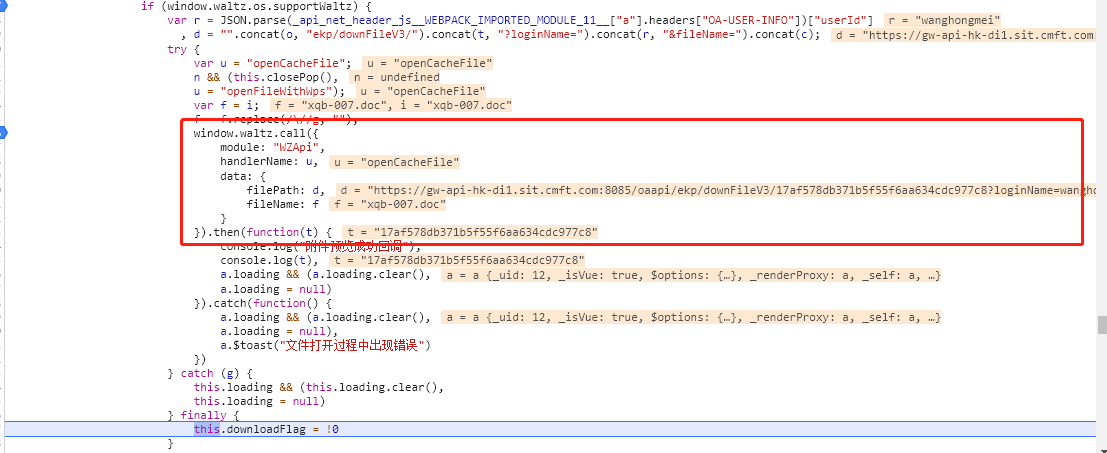 if (window.waltz.os.supportWaltz) {
var r = JSON.parse(_api_net_header_js__WEBPACK_IMPORTED_MODULE_11__["a"].headers["OA-USER-INFO"])["userId"] r = "wanghongmei"
, d = "".concat(o, "ekp/downFileV3/").concat(t, "?loginName=").concat(r, "&fileName=").concat(c); d = "https://gw-api-hk-di1.sit.cmft.com:
try {
var u = "openCacheFile"; u = "openCacheFile"
n && (this.closePop(), n = undefined
u = "openFileWithWps"); u = "openCacheFile"
var f = i; f = "xqb-007.doc", i = "xqb-007.doc"
f = f.replace(/\//g, ""),
window.waltz.call({
module: "WZApi",
handlerName: u, u = "openCacheFile"
data: {
filePath: d, d = "https://gw-api-hk-di1.sit.cmft.com:8085/oaapi/ekp/downFileV3/17af578db371b5f55f6aa634cdc977c8?loginName=wangho
fileName: f f = "xqb-007.doc"
}
}).then(function(t) { t = "17af578db371b5f55f6aa634cdc977c8"
console.log("附件预览成功回调"),
console.log(t), t = "17af578db371b5f55f6aa634cdc977c8"
a.loading && (a.loading.clear(), a = a {_uid: 12, _isVue: true, $options: {…}, _renderProxy: a, _self: a, …}
a.loading = null)
}).catch(function() {
a.loading && (a.loading.clear(), a = a {_uid: 12, _isVue: true, $options: {…}, _renderProxy: a, _self: a, …}
a.loading = null),
a.$toast("文件打开过程中出现错误")
})
} catch (g) {
this.loading && (this.loading.clear(),
this.loading = null)
} finally {
this.downloadFlag = !0
}